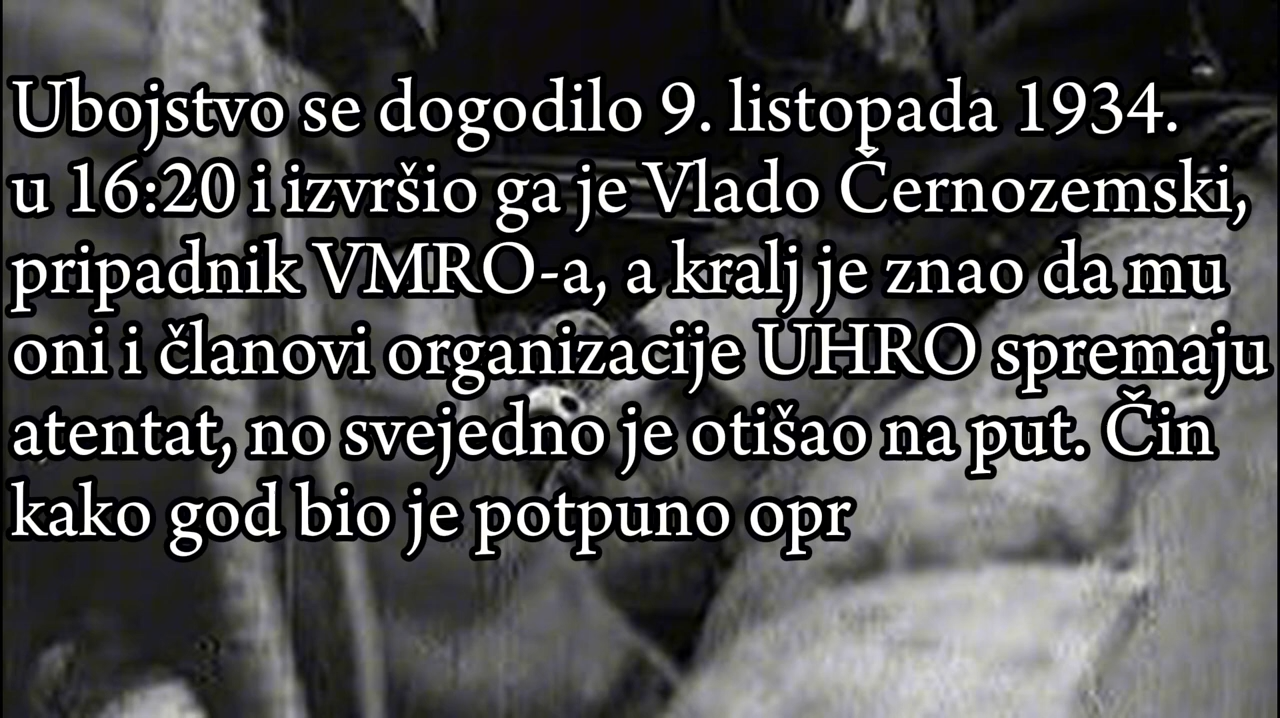 Ubojstvo se dogodilo 9. listopada 1934.
u 16:20 i izvršio ga je Vlado Černozemski,
pripadnik VMRO-a, a kralj je znao da mu
oni i članovi organizacije UHRO spremaju
atentat, no svejedno je otišao na put. Čin
kako god bio je potpuno opr